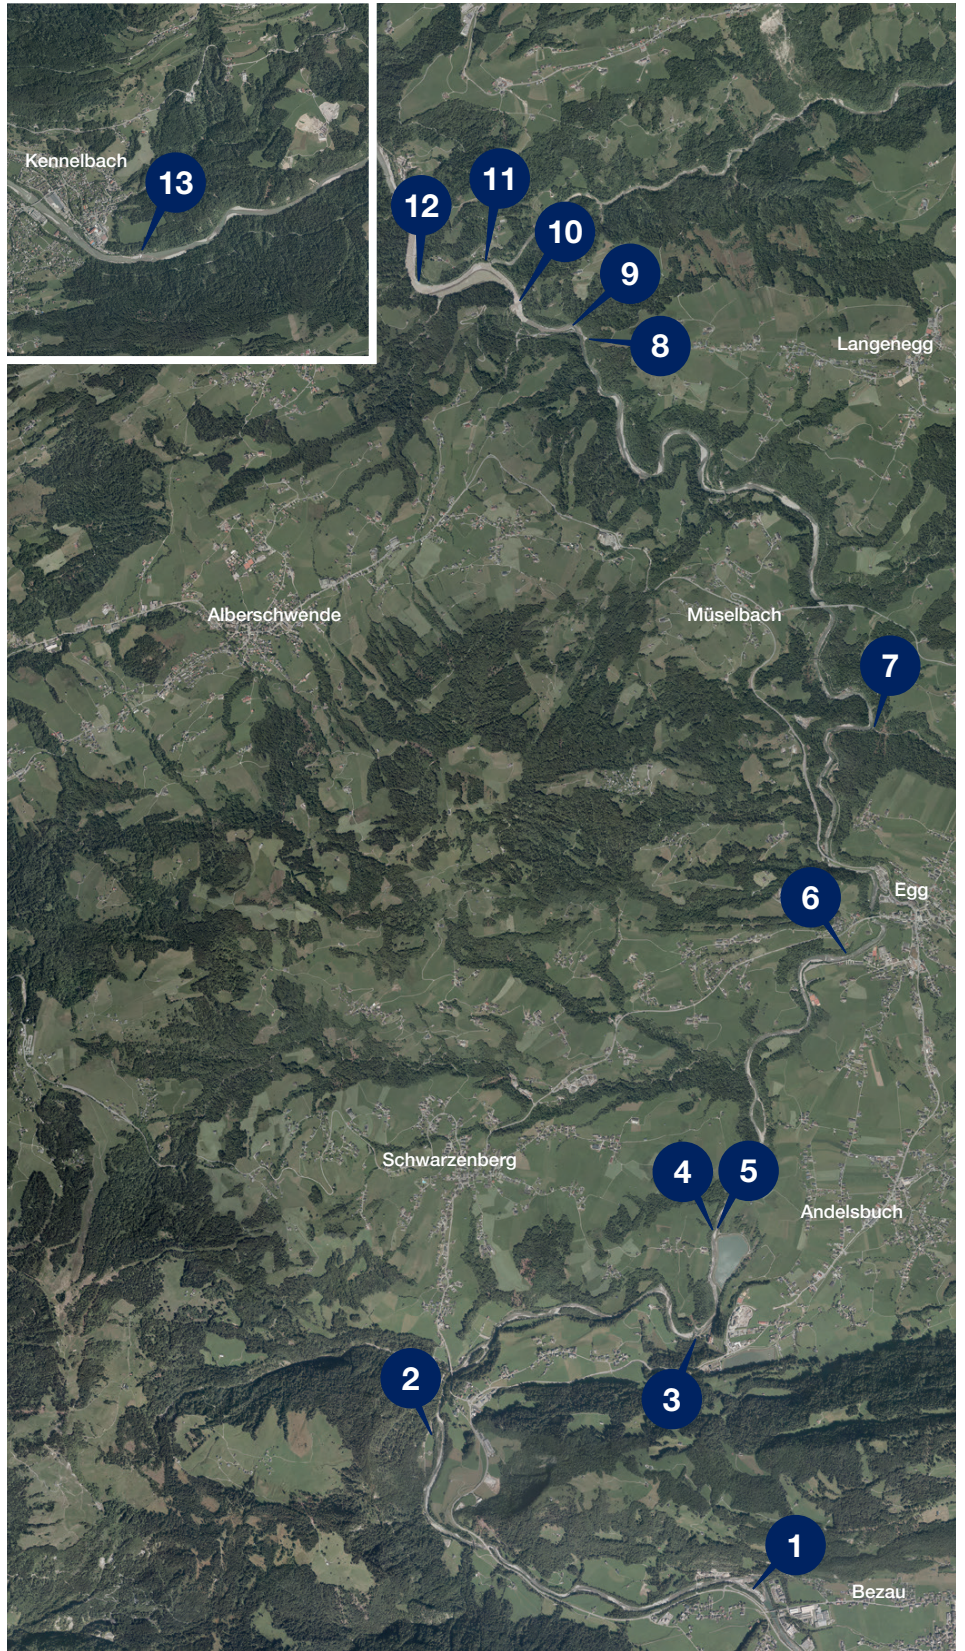 Kennelbach
13
11
12
10
9
8
Langenegg
Alberschwende
Müselbach
7
Egg
6
Schwarzenberg
4
5
Andelsbuch
2
3
1
Bezau